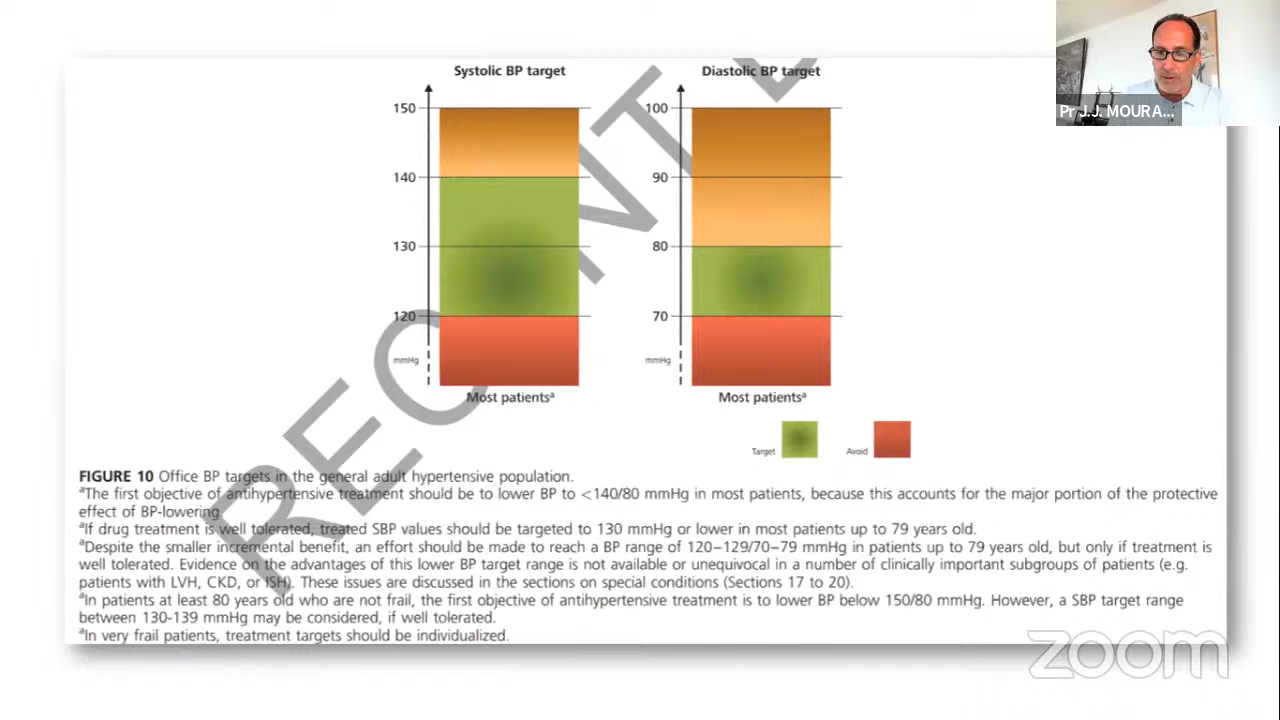 Systolic BP target
Diastolic BP target
150
140
130
120
mmHg
Most patientsª
100
90
80
70
mmHg
Most patientsª
Target
Avoid
FIGURE 10 Office BP targets in the general adult hypertensive population.
ªThe first objective of antihypertensive treatment should be to lower BP to <140/80 mmHg in most patients, because this accounts for the major portion of the protective
effect of BP-lowering.
ªIf drug treatment is well tolerated, treated SBP values should be targeted to 130 mmHg or lower in most patients up to 79 years old.
ªDespite the smaller incremental benefit, an effort should be made to reach a BP range of 120–129/70–79 mmHg in patients up to 79 years old, but only if treatment is
well tolerated. Evidence on the advantages of this lower BP target range is not available or unequivocal in a number of clinically important subgroups of patients (e.g.
patients with LVH, CKD, or ISH). These issues are discussed in the sections on special conditions (Sections 17 to 20).
ªIn patients at least 80 years old who are not frail, the first objective of antihypertensive treatment is to lower BP below 150/80 mmHg. However, a SBP target range
between 130-139 mmHg may be considered, if well tolerated.
ªIn very frail patients, treatment targets should be individualized.
Pr J.J. MOURA...
zoom